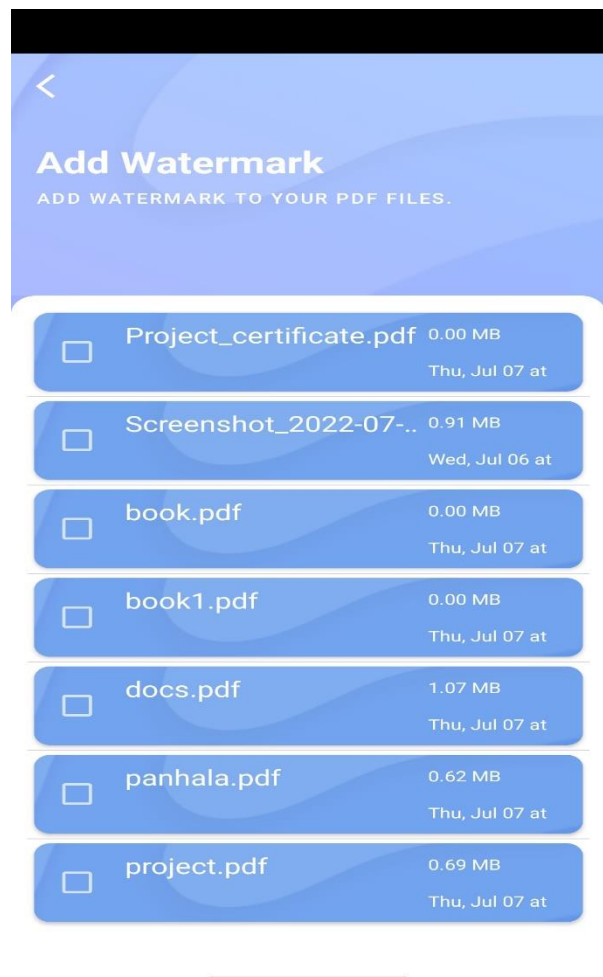 Add Watermark
ADD WATERMARK TO YOUR PDF FILES.
Project_certificate.pdf 0.00 MB
Thu, Jul 07 at
Screenshot_2022-07-.. 0.91 MB
Wed, Jul 06 at
book.pdf 0.00 MB
Thu, Jul 07 at
book1.pdf 0.00 MB
Thu, Jul 07 at
docs.pdf 1.07 MB
Thu, Jul 07 at
panhala.pdf 0.62 MB
Thu, Jul 07 at
project.pdf 0.69 MB
Thu, Jul 07 at